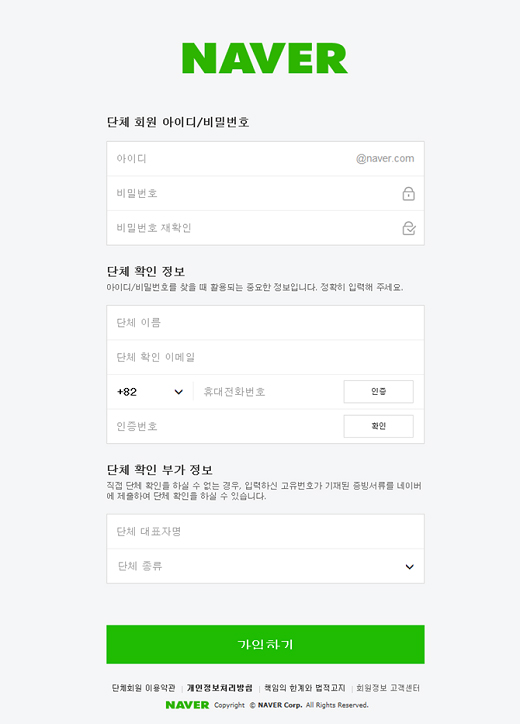 NAVER
단체 회원 아이디/비밀번호
아이디 @naver.com
비밀번호
비밀번호 재확인
단체 확인 정보
아이디/비밀번호를 찾을 때 활용되는 중요한 정보입니다. 정확히 입력해 주세요.
단체 이름
단체 확인 이메일
+82 휴대전화번호 인증
인증번호 확인
단체 확인 부가 정보
직접 단체 확인을 하실 수 없는 경우, 입력하신 고유번호가 기재된 증빙서류를 네이버
에 제출하여 단체 확인을 하실 수 있습니다.
단체 대표자명
단체 종류
가입하기
단체회원 이용약관 | 개인정보처리방침 | 책임의 한계와 법적고지 | 회원정보 고객센터
NAVER Copyright © NAVER Corp. All Rights Reserved.